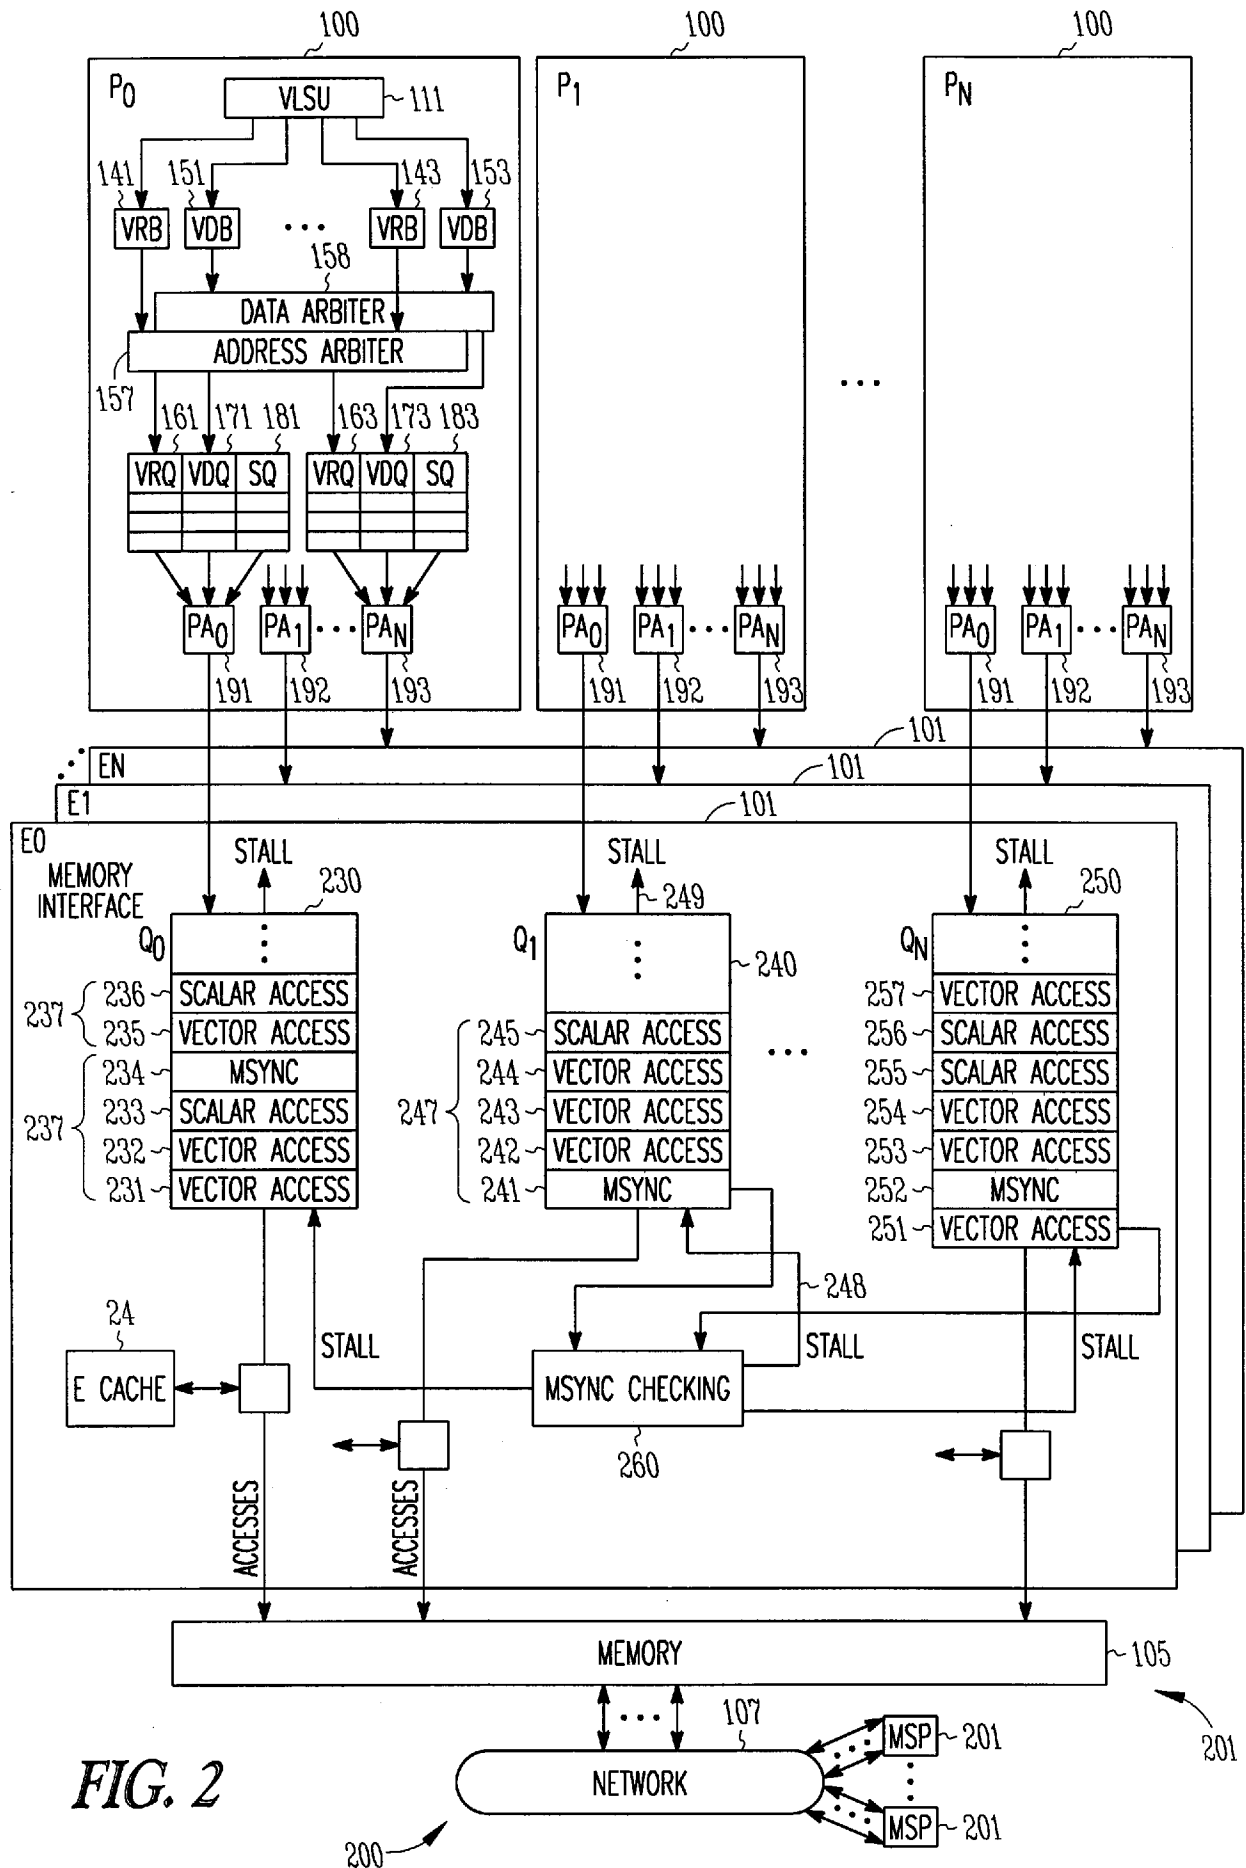 100 100 100
P0 P1 PN
VLSU 111
141 151 143 153
VRB VDB ... VRB VDB
158
DATA ARBITER
ADDRESS ARBITER
157
...
161 171 181 163 173 183
VRQ VDQ SQ VRQ VDQ SQ
PA0 PA1 ... PAN PA0 PA1 ... PAN PA0 PA1 ... PAN
191 192 193 191 192 193 191 192 193
101
EN
101
E1
101
E0
MEMORY
INTERFACE
STALL STALL STALL
230 249 250
Q0 Q1 QN
240
237 236 SCALAR ACCESS
235 VECTOR ACCESS
237 234 MSYNC
233 SCALAR ACCESS
232 VECTOR ACCESS
231 VECTOR ACCESS
247 245 SCALAR ACCESS
244 VECTOR ACCESS
243 VECTOR ACCESS
242 VECTOR ACCESS
241 MSYNC
...
257 VECTOR ACCESS
256 SCALAR ACCESS
255 SCALAR ACCESS
254 VECTOR ACCESS
253 VECTOR ACCESS
252 MSYNC
251 VECTOR ACCESS
248
24
E CACHE
STALL STALL STALL
MSYNC CHECKING
260
ACCESSES ACCESSES
MEMORY 105
201
...
107
NETWORK
MSP 201
MSP 201
200
FIG. 2